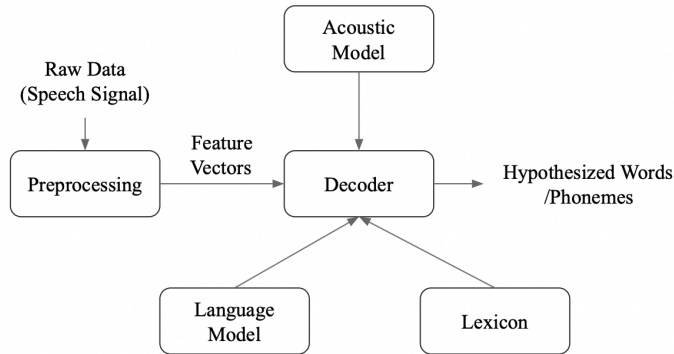 Acoustic
Model
Raw Data
(Speech Signal)
Feature
Vectors
Preprocessing
Decoder
Hypothesized Words
/Phonemes
Language
Model
Lexicon